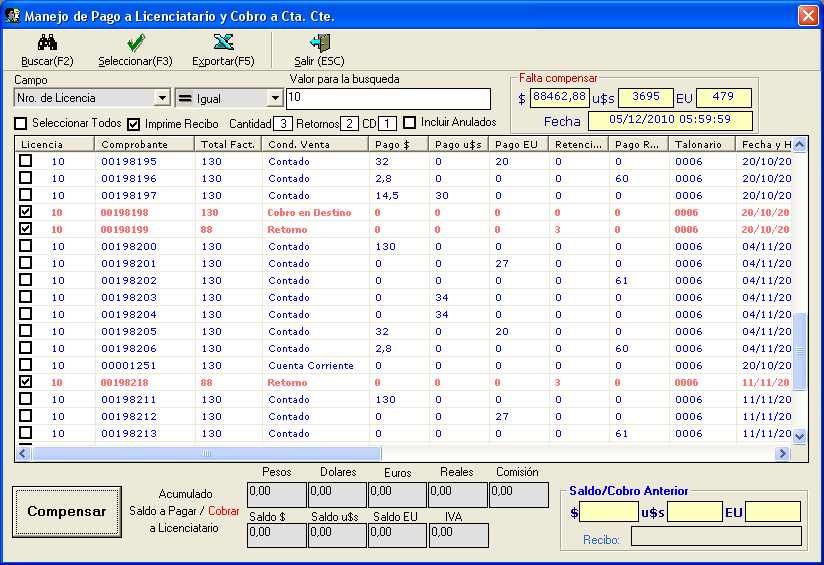 Manejo de Pago a Licenciatario y Cobro a Cta. Cte.
Buscar(F2) Seleccionar(F3) Exportar(F5) Salir (ESC)
Campo Valor para la busqueda Falta compensar
Nro. de Licencia Igual 10 $ 88462,88 u$s 3695 EU 479
Fecha 05/12/2010 05:59:59
Seleccionar Todos Imprime Recibo Cantidad 3 Retornos 2 CD 1 Incluir Anulados
Licencia Comprobante Total Fact. Cond. Venta Pago $ Pago u$s Pago EU Retenci... Pago R... Talonario Fecha y H
10 00198195 130 Contado 32 0 20 0 0 0006 20/10/20
10 00198196 130 Contado 2,8 0 0 0 60 0006 20/10/20
10 00198197 130 Contado 14,5 30 0 0 0 0006 20/10/20
10 00198198 130 Cobro en Destino 0 0 0 0 0 0006 20/10/20
10 00198199 88 Retorno 0 0 0 3 0 0006 20/10/20
10 00198200 130 Contado 130 0 0 0 0 0006 04/11/20
10 00198201 130 Contado 0 0 27 0 0 0006 04/11/20
10 00198202 130 Contado 0 0 0 0 61 0006 04/11/20
10 00198203 130 Contado 0 34 0 0 0 0006 04/11/20
10 00198204 130 Contado 0 34 0 0 0 0006 04/11/20
10 00198205 130 Contado 32 0 20 0 0 0006 04/11/20
10 00198206 130 Contado 2,8 0 0 0 60 0006 04/11/20
10 00001251 130 Cuenta Corriente 0 0 0 0 0 0006 20/10/20
10 00198218 88 Retorno 0 0 0 3 0 0006 11/11/20
10 00198211 130 Contado 130 0 0 0 0 0006 11/11/20
10 00198212 130 Contado 0 0 27 0 0 0006 11/11/20
10 00198213 130 Contado 0 0 0 0 61 0006 11/11/20
Pesos Dolares Euros Reales Comisión
Compensar
Acumulado 0,00 0,00 0,00 0,00 0,00
Saldo a Pagar / Cobrar
a Licenciatario
Saldo $ Saldo u$s Saldo EU IVA
0,00 0,00 0,00 0,00
Saldo/Cobro Anterior
$ u$s EU
Recibo: